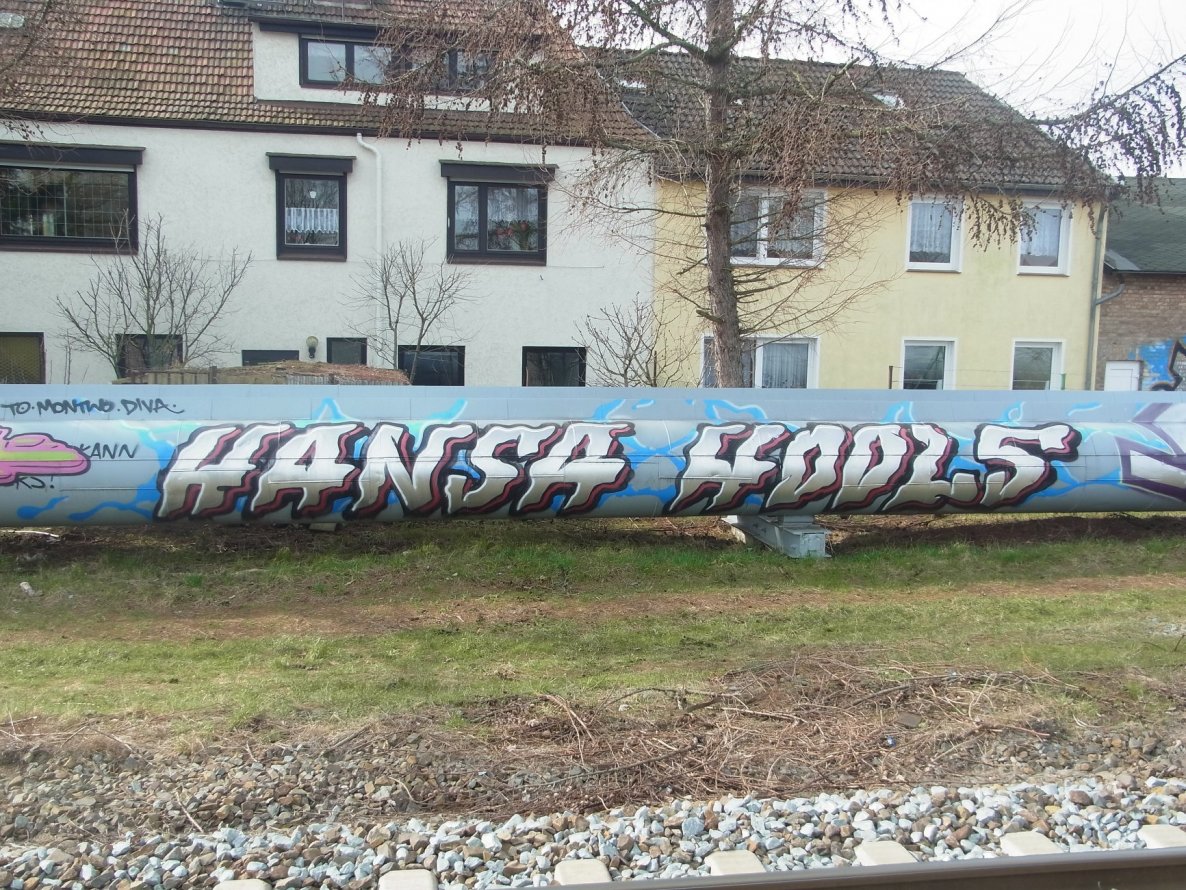 TO. MONTWO. DIVA.
KANN
HANSA HOOLS